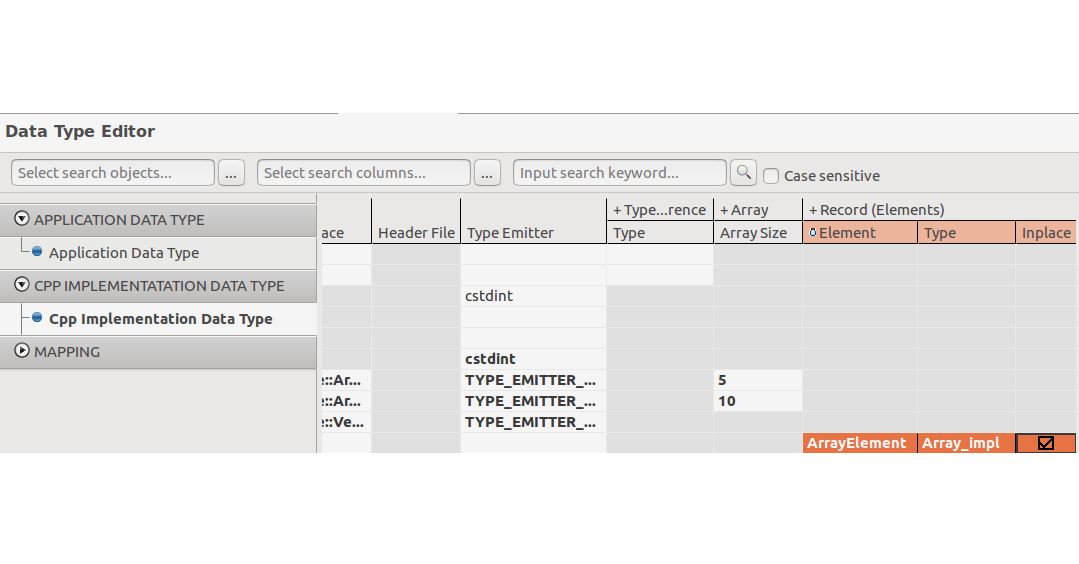 Data Type Editor
Select search objects... ... Select search columns... ... Input search keyword... Case sensitive
APPLICATION DATA TYPE
Application Data Type
CPP IMPLEMENTATATION DATA TYPE
Cpp Implementation Data Type
MAPPING
+ Type...rence + Array + Record (Elements)
ace Header File Type Emitter Type Array Size Element Type Inplace
cstdint
cstdint
::Ar... TYPE_EMITTER_... 5
::Ar... TYPE_EMITTER_... 10
::Ve... TYPE_EMITTER_...
ArrayElement Array_impl